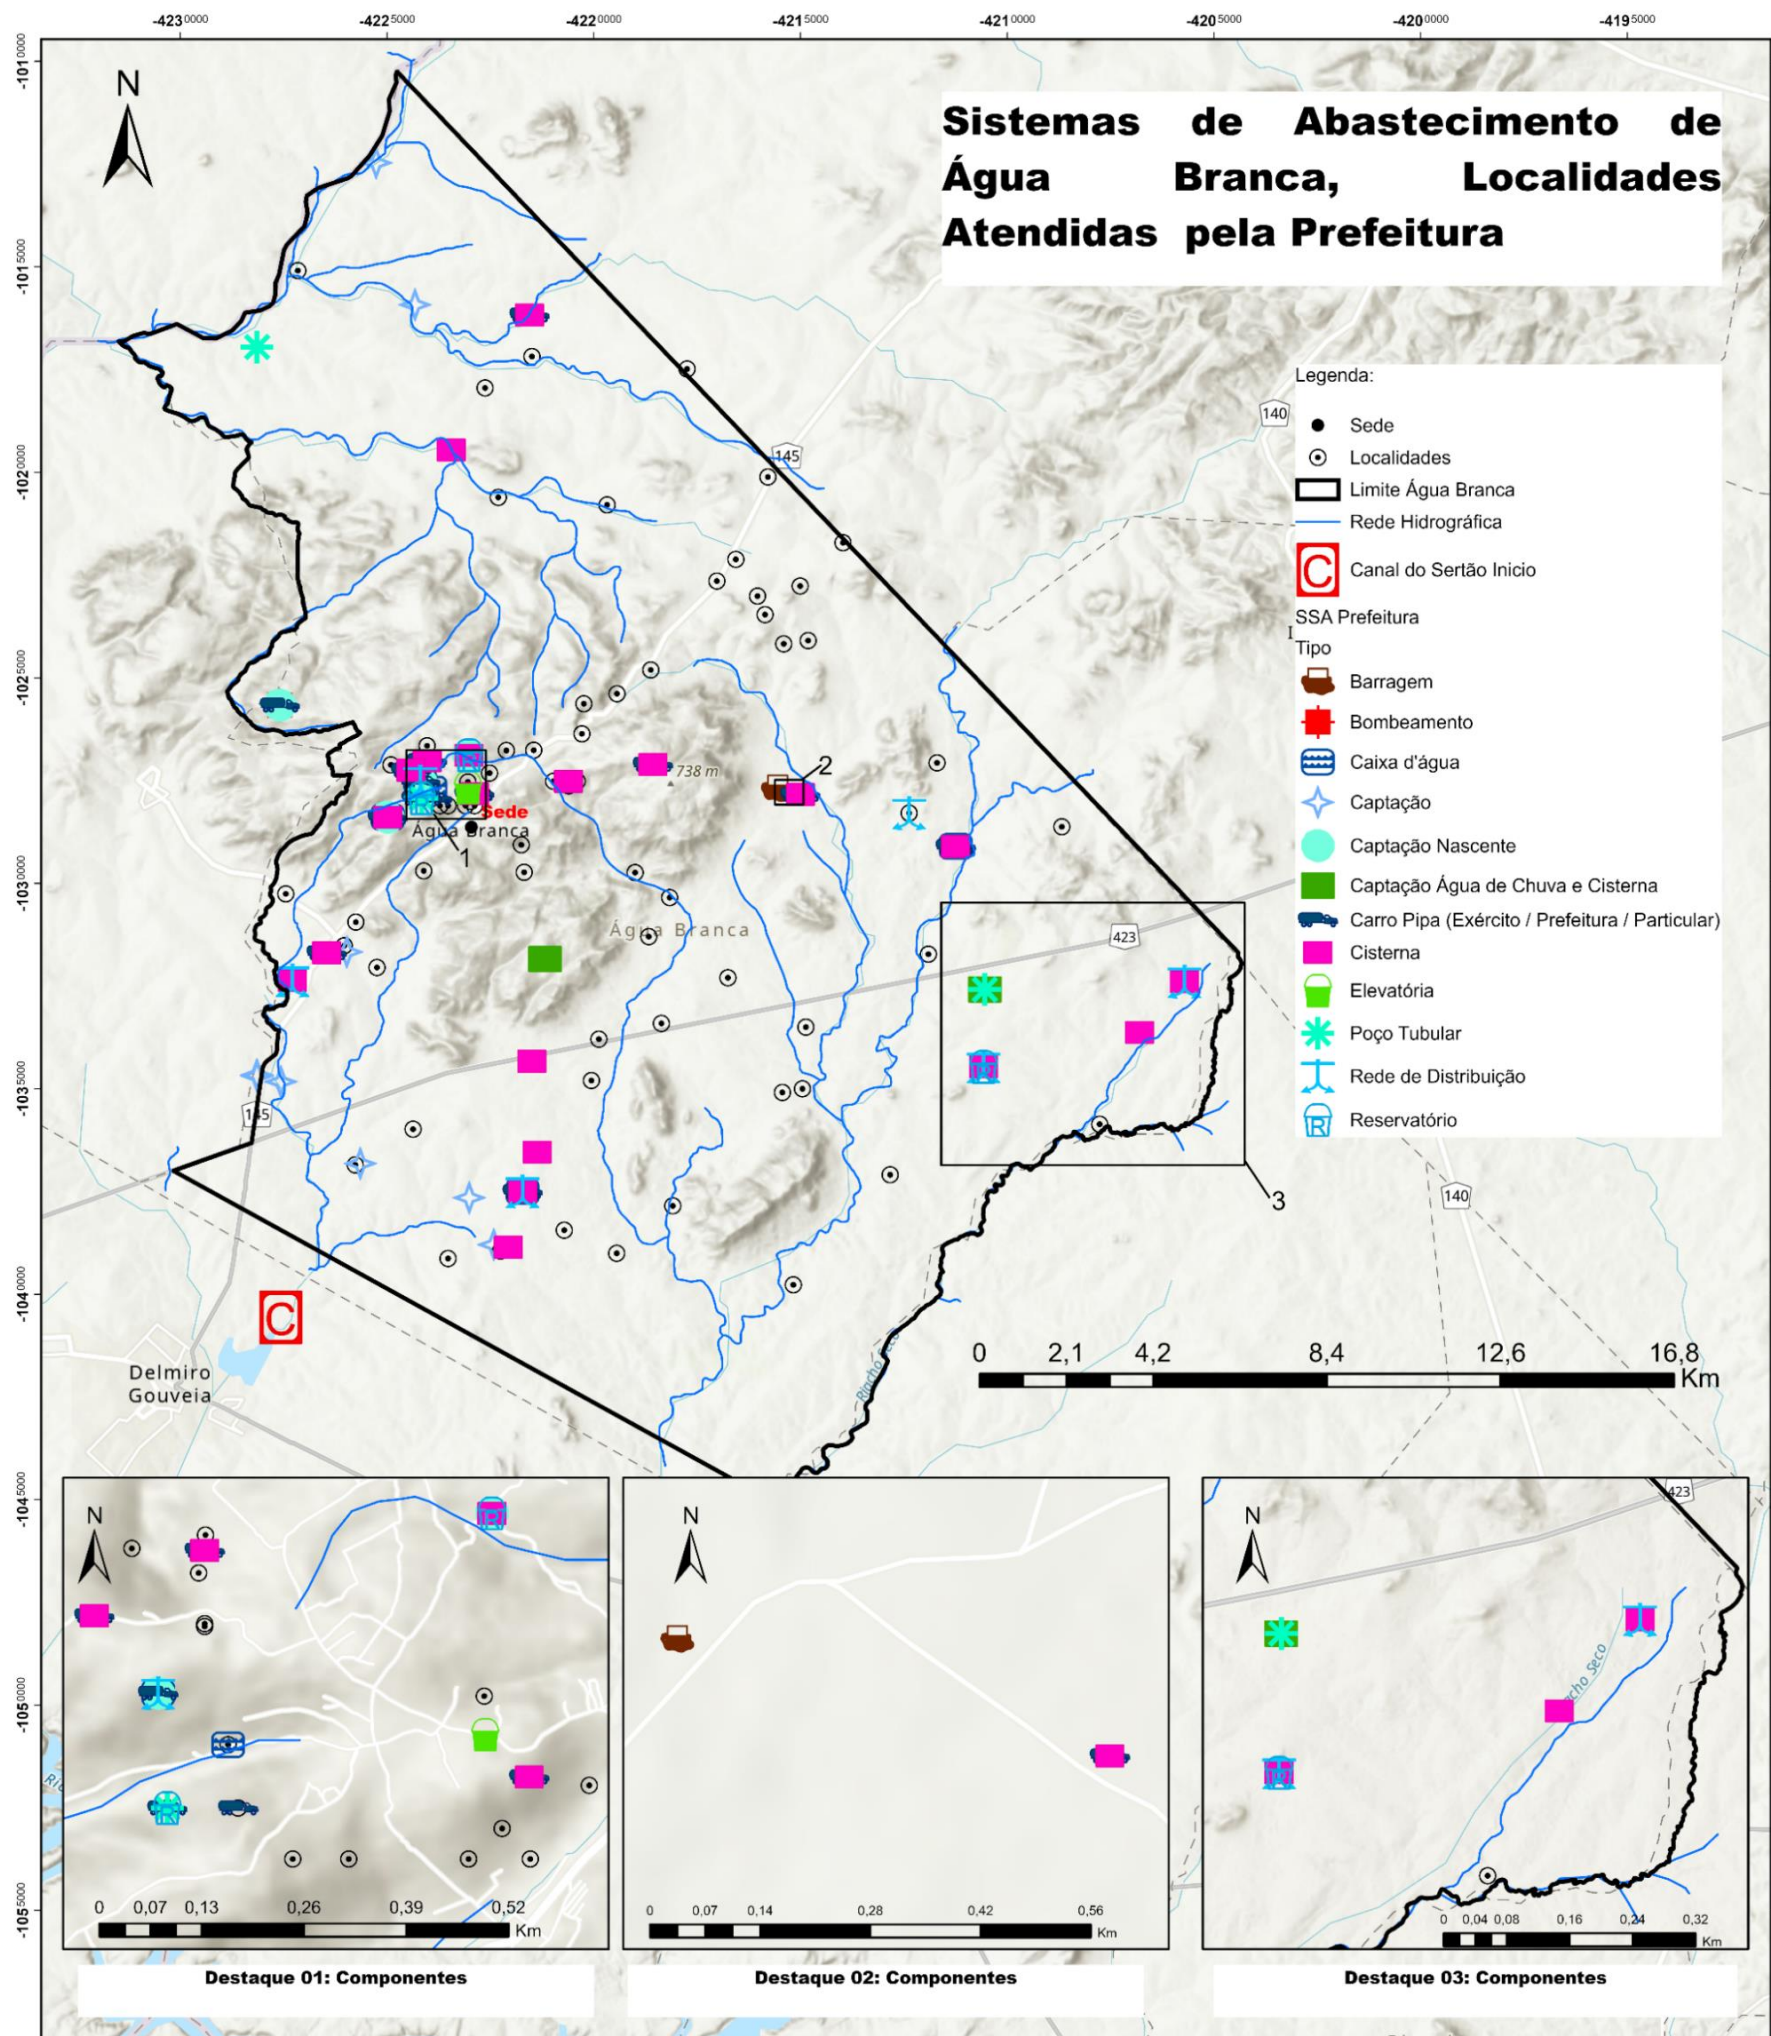 -4230000 -4225000 -4220000 -4215000 -4210000 -4205000 -4200000 -4195000
-1010000
-1015000
-1020000
-1025000
-1030000
-1035000
-1040000
-1045000
-1050000
-1055000
N
Sistemas de Abastecimento de
Água Branca, Localidades
Atendidas pela Prefeitura
Legenda:
Sede
Localidades
Limite Água Branca
Rede Hidrográfica
C Canal do Sertão Inicio
SSA Prefeitura
Tipo
Barragem
Bombeamento
Caixa d'água
Captação
Captação Nascente
Captação Água de Chuva e Cisterna
Carro Pipa (Exército / Prefeitura / Particular)
Cisterna
Elevatória
Poço Tubular
Rede de Distribuição
R Reservatório
140
145
738 m
2
Sede
Água Branca
1
Água Branca
423
145
140
3
C
Delmiro
Gouveia
Riacho Seco
0 2,1 4,2 8,4 12,6 16,8
Km
N
R
R
0 0,07 0,13 0,26 0,39 0,52
Km
Destaque 01: Componentes
N
0 0,07 0,14 0,28 0,42 0,56
Km
Destaque 02: Componentes
423
N
cho Seco
0 0,04 0,08 0,16 0,24 0,32
Km
Destaque 03: Componentes